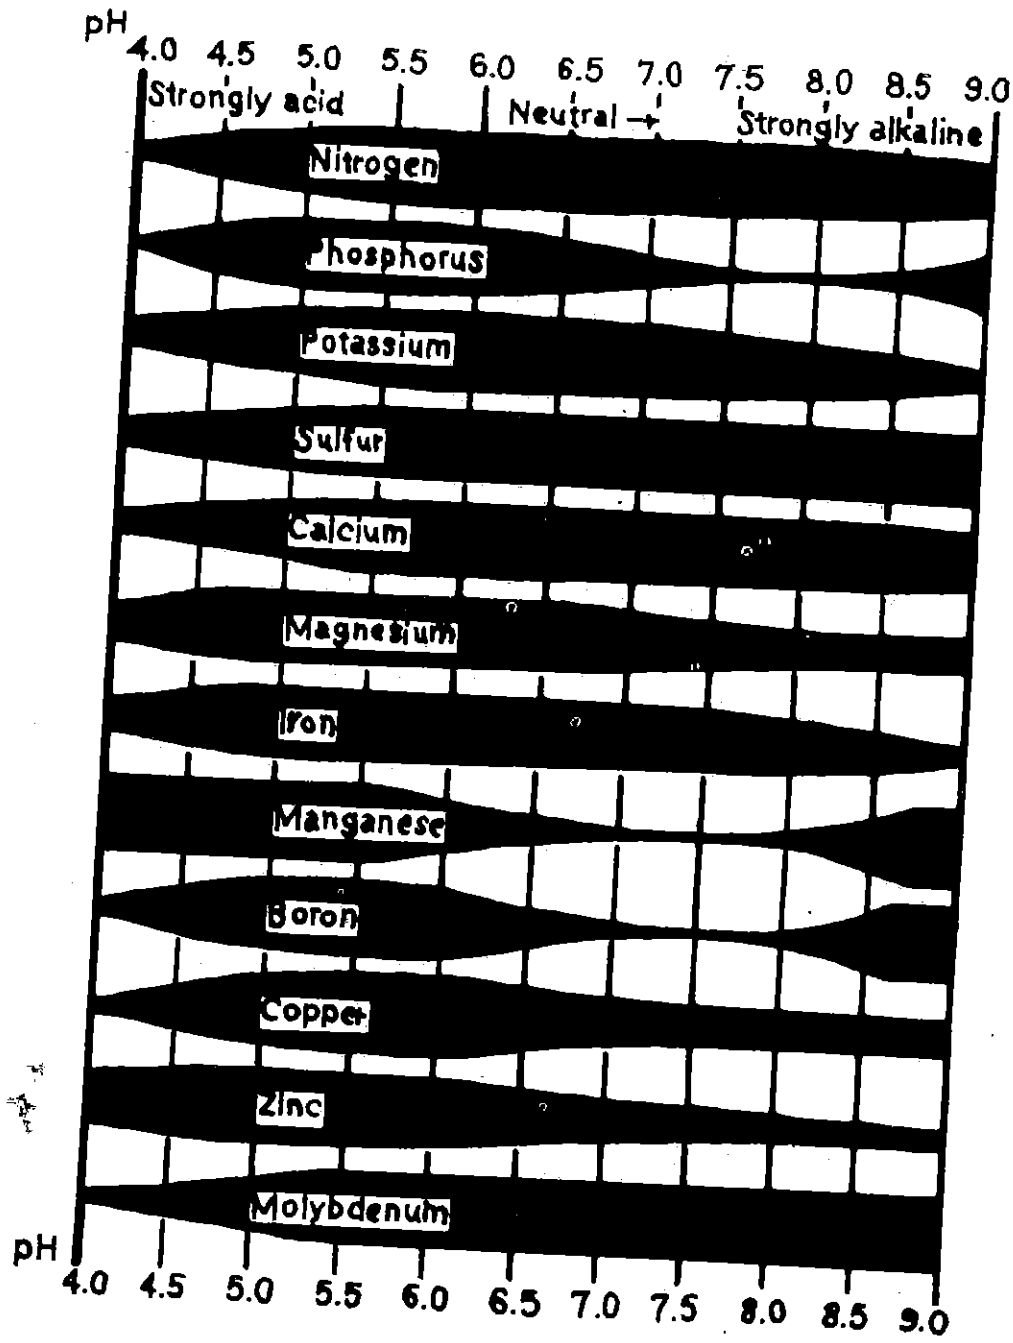 pH
4.0 4.5 5.0 5.5 6.0 6.5 7.0 7.5 8.0 8.5 9.0
Strongly acid Neutral → Strongly alkaline
Nitrogen
Phosphorus
Potassium
Sulfur
Calcium
Magnesium
Iron
Manganese
Boron
Copper
Zinc
Molybdenum
pH
4.0 4.5 5.0 5.5 6.0 6.5 7.0 7.5 8.0 8.5 9.0